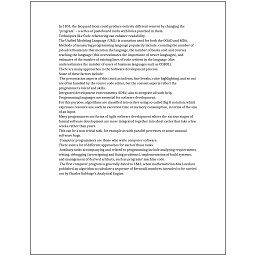 In 1801, the Jacquard loom could produce entirely different weaves by changing the
"program" – a series of pasteboard cards with holes punched in them.
Techniques like Code refactoring can enhance readability.
The Unified Modeling Language (UML) is a notation used for both the OOAD and MDA.
Methods of measuring programming language popularity include: counting the number of
job advertisements that mention the language, the number of books sold and courses
teaching the language (this overestimates the importance of newer languages), and
estimates of the number of existing lines of code written in the language (this
underestimates the number of users of business languages such as COBOL).
There are many approaches to the Software development process.
Some of these factors include:
The presentation aspects of this (such as indents, line breaks, color highlighting, and so on)
are often handled by the source code editor, but the content aspects reflect the
programmer's talent and skills.
Integrated development environments (IDEs) aim to integrate all such help.
Programming languages are essential for software development.
For this purpose, algorithms are classified into orders using so-called Big O notation, which
expresses resource use, such as execution time or memory consumption, in terms of the size
of an input.
Many programmers use forms of Agile software development where the various stages of
formal software development are more integrated together into short cycles that take a few
weeks rather than years.
This can be a non-trivial task, for example as with parallel processes or some unusual
software bugs.
Computer programmers are those who write computer software.
There exist a lot of different approaches for each of those tasks.
Auxiliary tasks accompanying and related to programming include analyzing requirements,
testing, debugging (investigating and fixing problems), implementation of build systems,
and management of derived artifacts, such as programs' machine code.
The first computer program is generally dated to 1843, when mathematician Ada Lovelace
published an algorithm to calculate a sequence of Bernoulli numbers, intended to be carried
out by Charles Babbage's Analytical Engine.